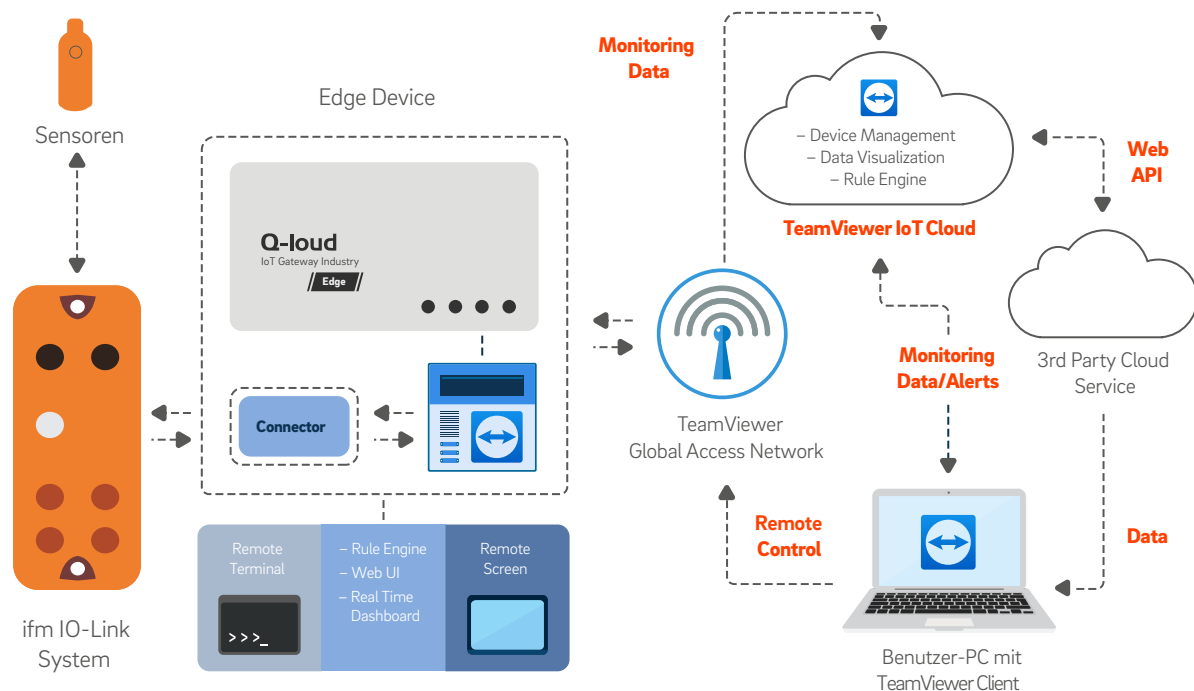 Sensoren
ifm IO-Link
System
Edge Device
Q-loud
IoT Gateway Industry
Edge
Connector
Remote
Terminal
> > >_
– Rule Engine
– Web UI
– Real Time
Dashboard
Remote
Screen
TeamViewer
Global Access Network
Monitoring
Data
– Device Management
– Data Visualization
– Rule Engine
TeamViewer IoT Cloud
Web
API
3rd Party Cloud
Service
Monitoring
Data/Alerts
Remote
Control
Data
Benutzer-PC mit
TeamViewer Client